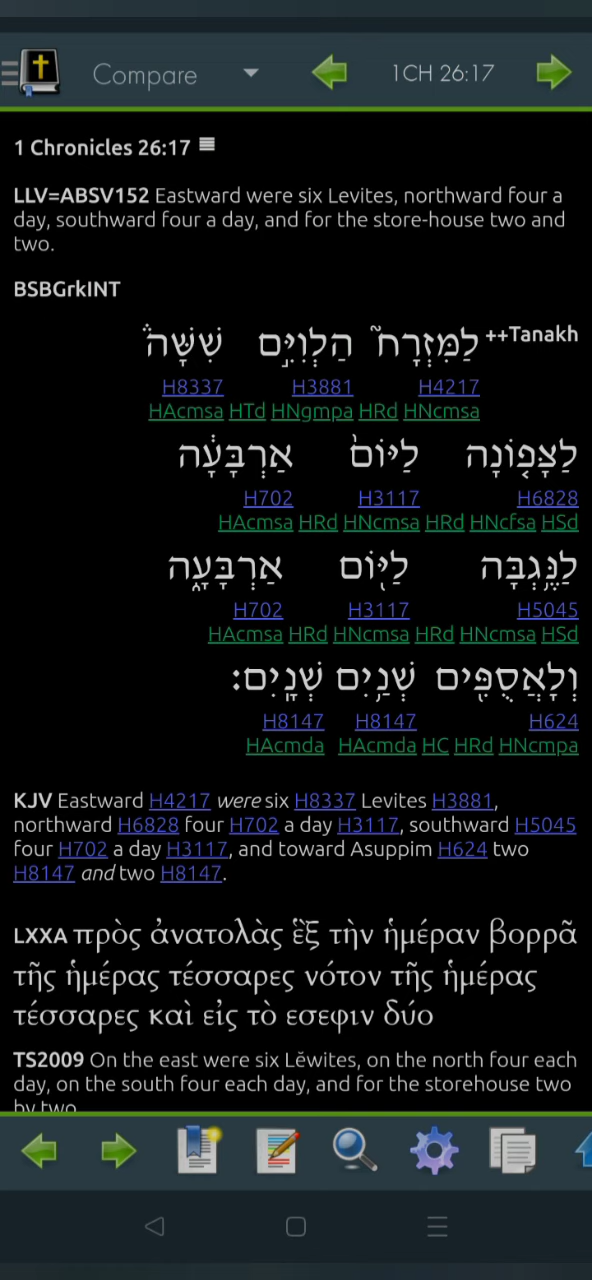 Compare 1CH 26:17
1 Chronicles 26:17
LLV=ABSV152 Eastward were six Levites, northward four a
day, southward four a day, and for the store-house two and
two.
BSBGrkINT
++Tanakh לַמִּזְרָח֮ הַלְוִיִּ֣ם שִׁשָּׁה֒
H8337 H3881 H4217
HAcmsa HTd HNgmpa HRd HNcmsa
לַצָּפ֤וֹנָה לַיּוֹם֙ אַרְבָּעָ֔ה
H702 H3117 H6828
HAcmsa HRd HNcmsa HRd HNcfsa HSd
לַנֶּ֥גְבָּה לַיּ֖וֹם אַרְבָּעָ֑ה
H702 H3117 H5045
HAcmsa HRd HNcmsa HRd HNcmsa HSd
וְלָאֲסֻפִּ֖ים שְׁנַ֥יִם שְׁנָֽיִם׃
H8147 H8147 H624
HAcmda HAcmda HC HRd HNcmpa
KJV Eastward H4217 were six H8337 Levites H3881,
northward H6828 four H702 a day H3117, southward H5045
four H702 a day H3117, and toward Asuppim H624 two
H8147 and two H8147.
LXXA πρὸς ἀνατολὰς ἓξ τὴν ἡμέραν βορρᾶ
τῆς ἡμέρας τέσσαρες νότον τῆς ἡμέρας
τέσσαρες καὶ εἰς τὸ εσεφιν δύο
TS2009 On the east were six Lĕwites, on the north four each
day, on the south four each day, and for the storehouse two
by two